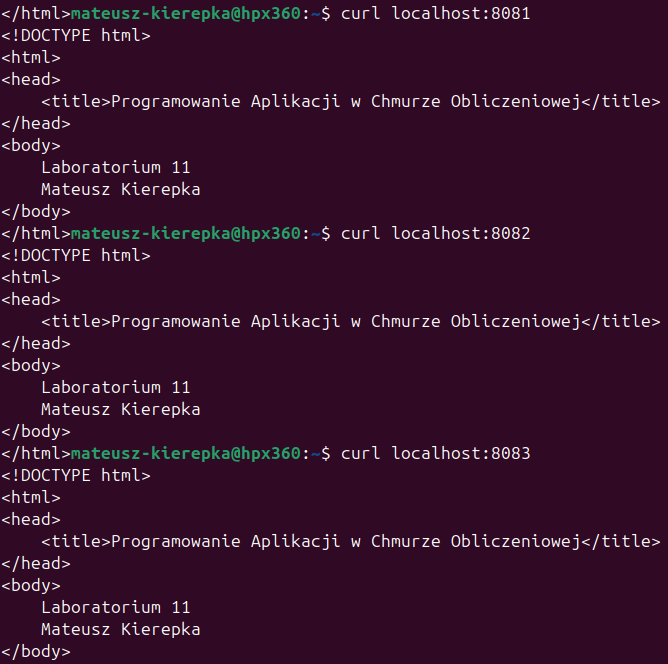 </html>mateusz-kierepka@hpx360:~$ curl localhost:8081
<!DOCTYPE html>
<html>
<head>
    <title>Programowanie Aplikacji w Chmurze Obliczeniowej</title>
</head>
<body>
    Laboratorium 11
    Mateusz Kierepka
</body>
</html>mateusz-kierepka@hpx360:~$ curl localhost:8082
<!DOCTYPE html>
<html>
<head>
    <title>Programowanie Aplikacji w Chmurze Obliczeniowej</title>
</head>
<body>
    Laboratorium 11
    Mateusz Kierepka
</body>
</html>mateusz-kierepka@hpx360:~$ curl localhost:8083
<!DOCTYPE html>
<html>
<head>
    <title>Programowanie Aplikacji w Chmurze Obliczeniowej</title>
</head>
<body>
    Laboratorium 11
    Mateusz Kierepka
</body>